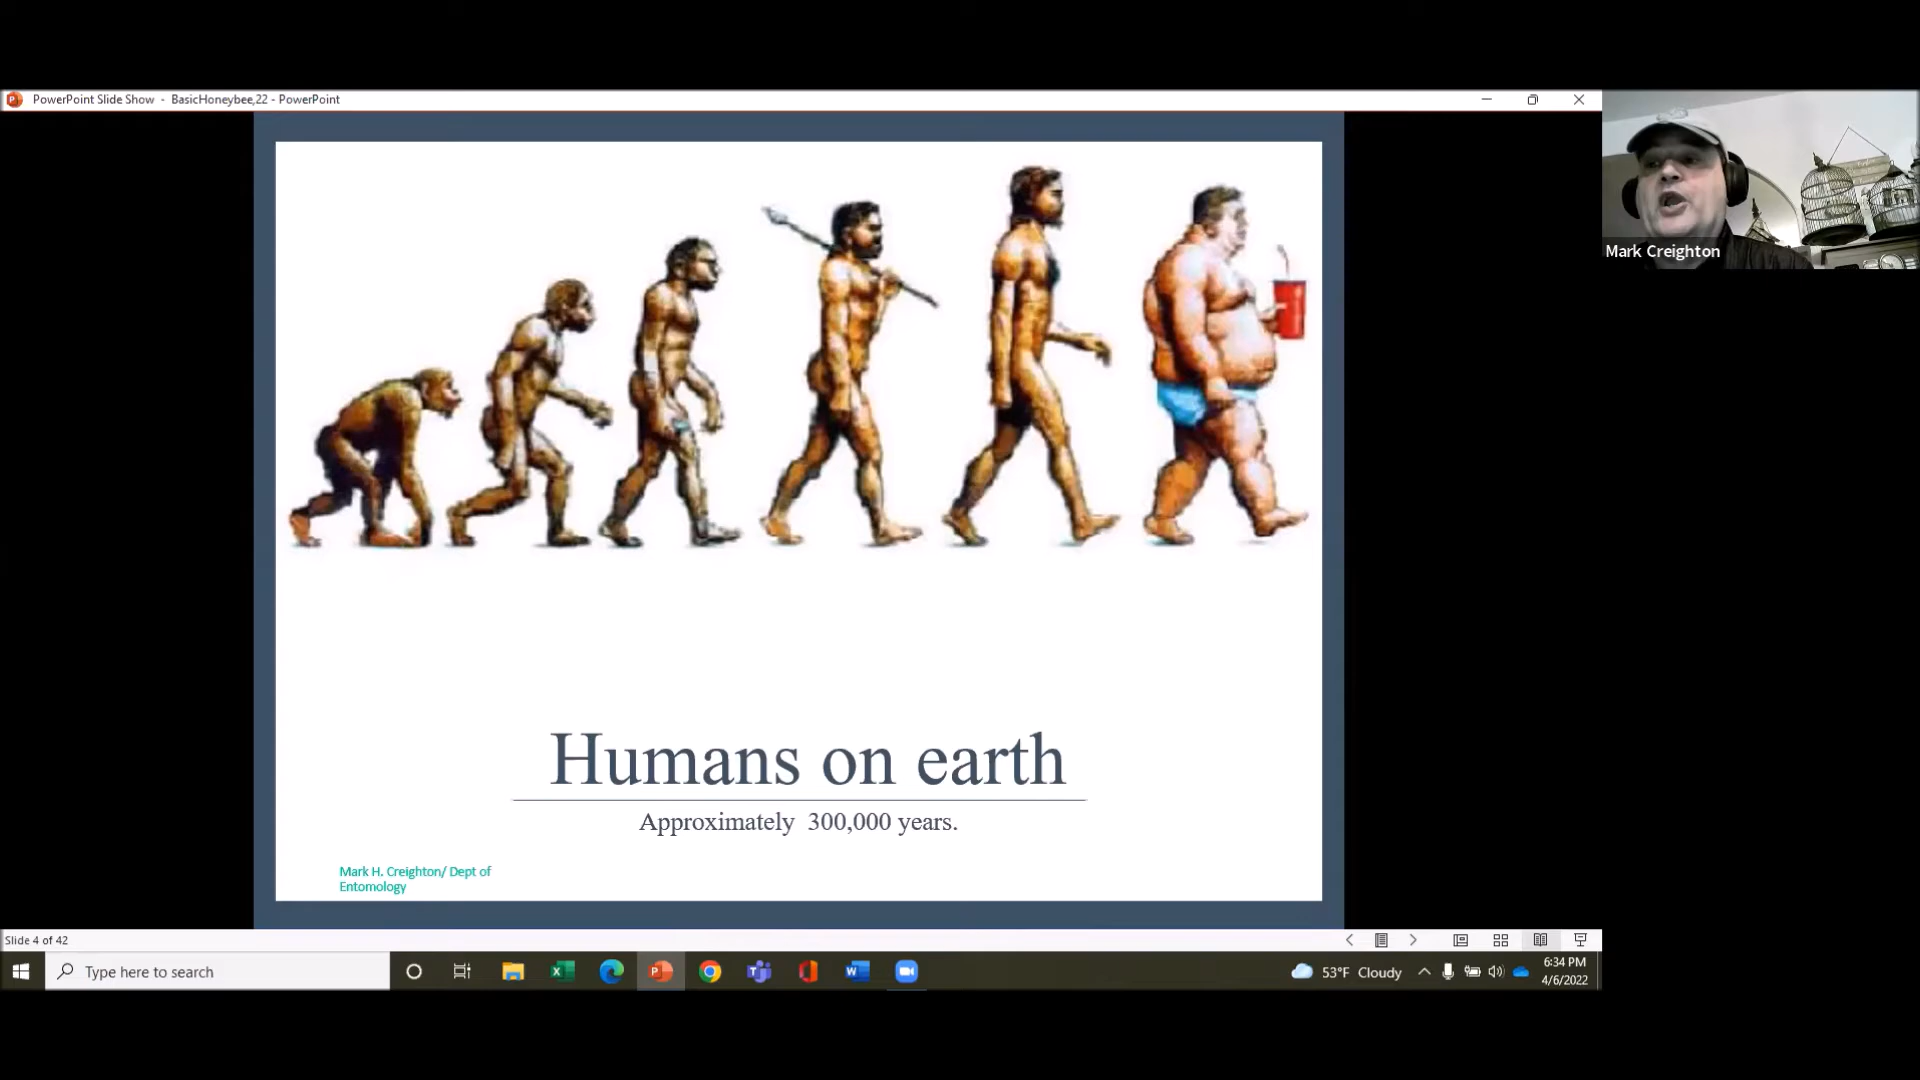 PowerPoint Slide Show - BasicHoneybee,22 - PowerPoint
Mark Creighton
Humans on earth
Approximately 300,000 years.
Mark H. Creighton/ Dept of
Entomology
Slide 4 of 42
Type here to search
53°F Cloudy
6:34 PM
4/6/2022